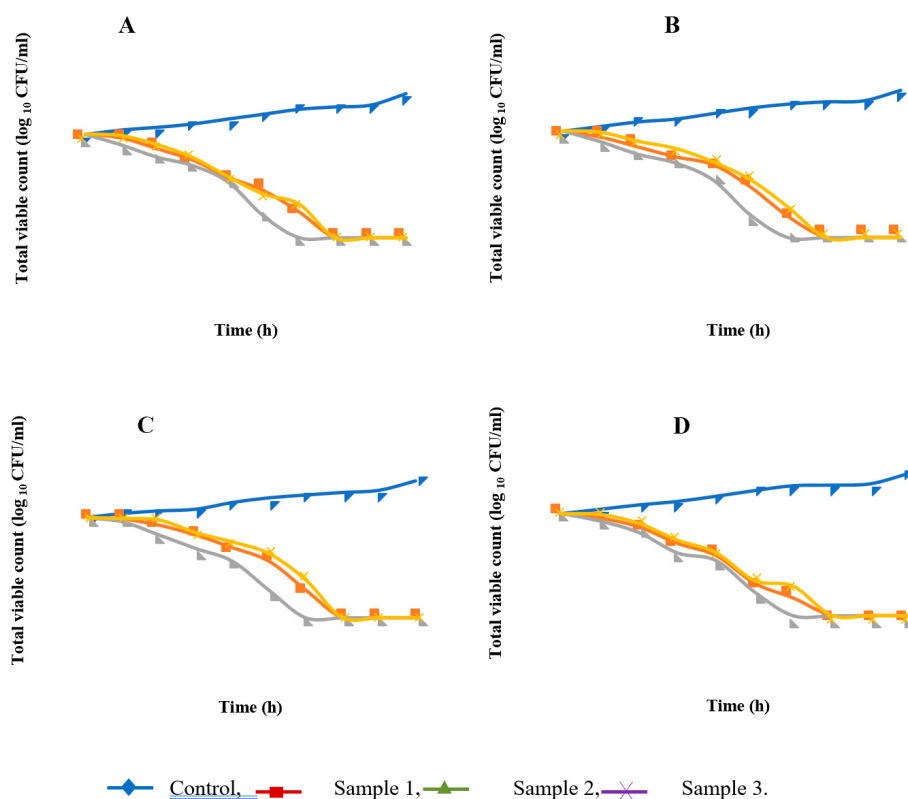 A
B
Total viable count (log 10 CFU/ml)
Total viable count (log 10 CFU/ml)
Time (h)
Time (h)
C
D
Total viable count (log 10 CFU/ml)
Total viable count (log 10 CFU/ml)
Time (h)
Time (h)
Control, Sample 1, Sample 2, Sample 3.